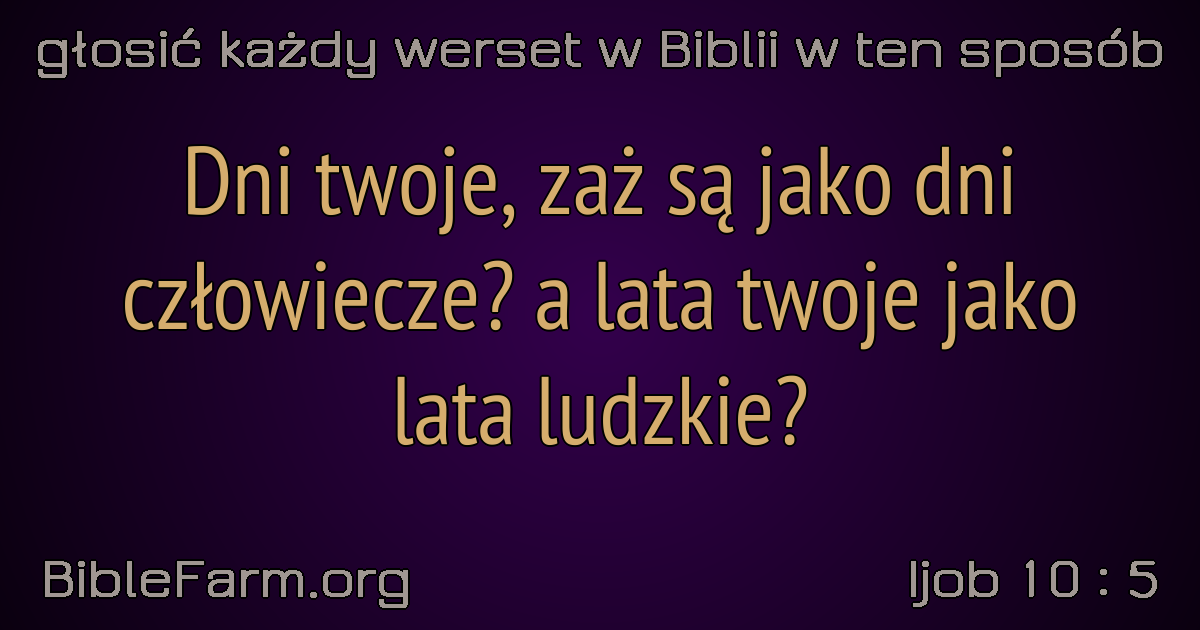 głosić każdy werset w Biblii w ten sposób
Dni twoje, zaż są jako dni
człowiecze? a lata twoje jako
lata ludzkie?
BibleFarm.org
Ijob 10 : 5